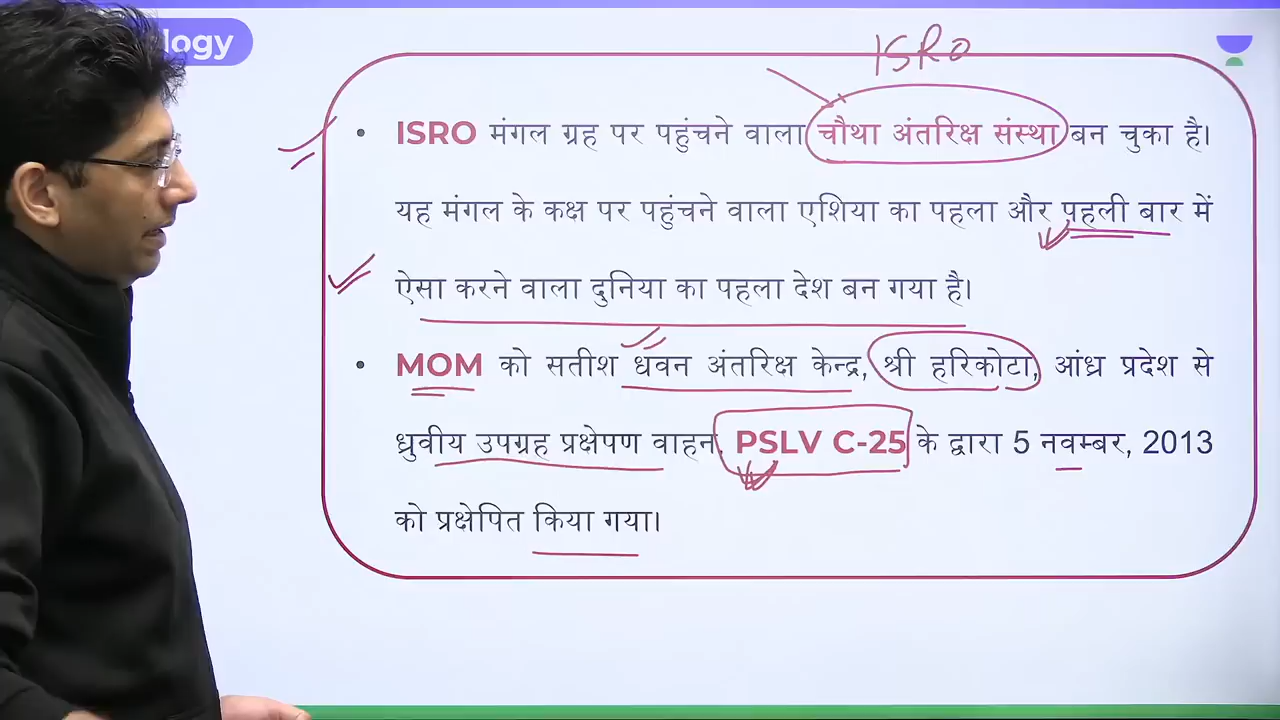 logy
ISRO
• ISRO मंगल ग्रह पर पहुंचने वाला चौथा अंतरिक्ष संस्था बन चुका है।
यह मंगल के कक्ष पर पहुंचने वाला एशिया का पहला और पहली बार में
ऐसा करने वाला दुनिया का पहला देश बन गया है।
• MOM को सतीश धवन अंतरिक्ष केन्द्र, श्री हरिकोटा, आंध्र प्रदेश से
ध्रुवीय उपग्रह प्रक्षेपण वाहन, PSLV C-25 के द्वारा 5 नवम्बर, 2013
को प्रक्षेपित किया गया।